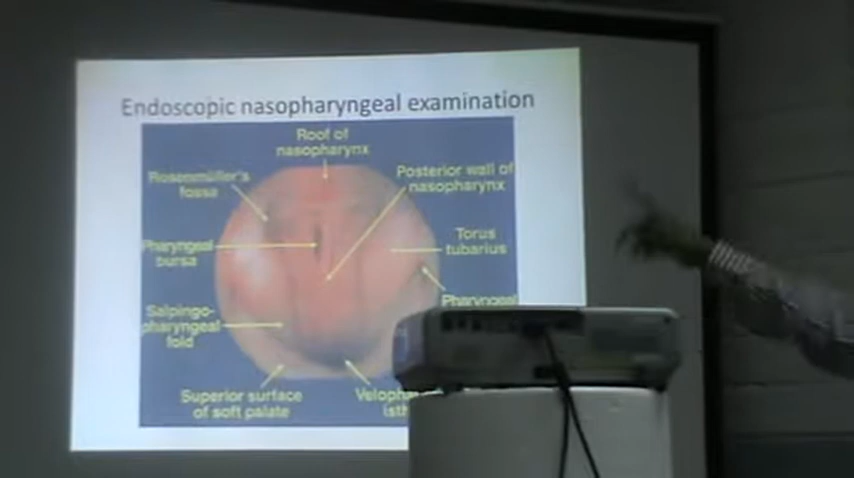 Endoscopic nasopharyngeal examination
Roof of
nasopharynx
Rosenmüller's
fossa
Posterior wall of
nasopharynx
Pharyngeal
bursa
Torus
tubarius
Pharyngeal
Salpingo-
pharyngeal
fold
Superior surface
of soft palate